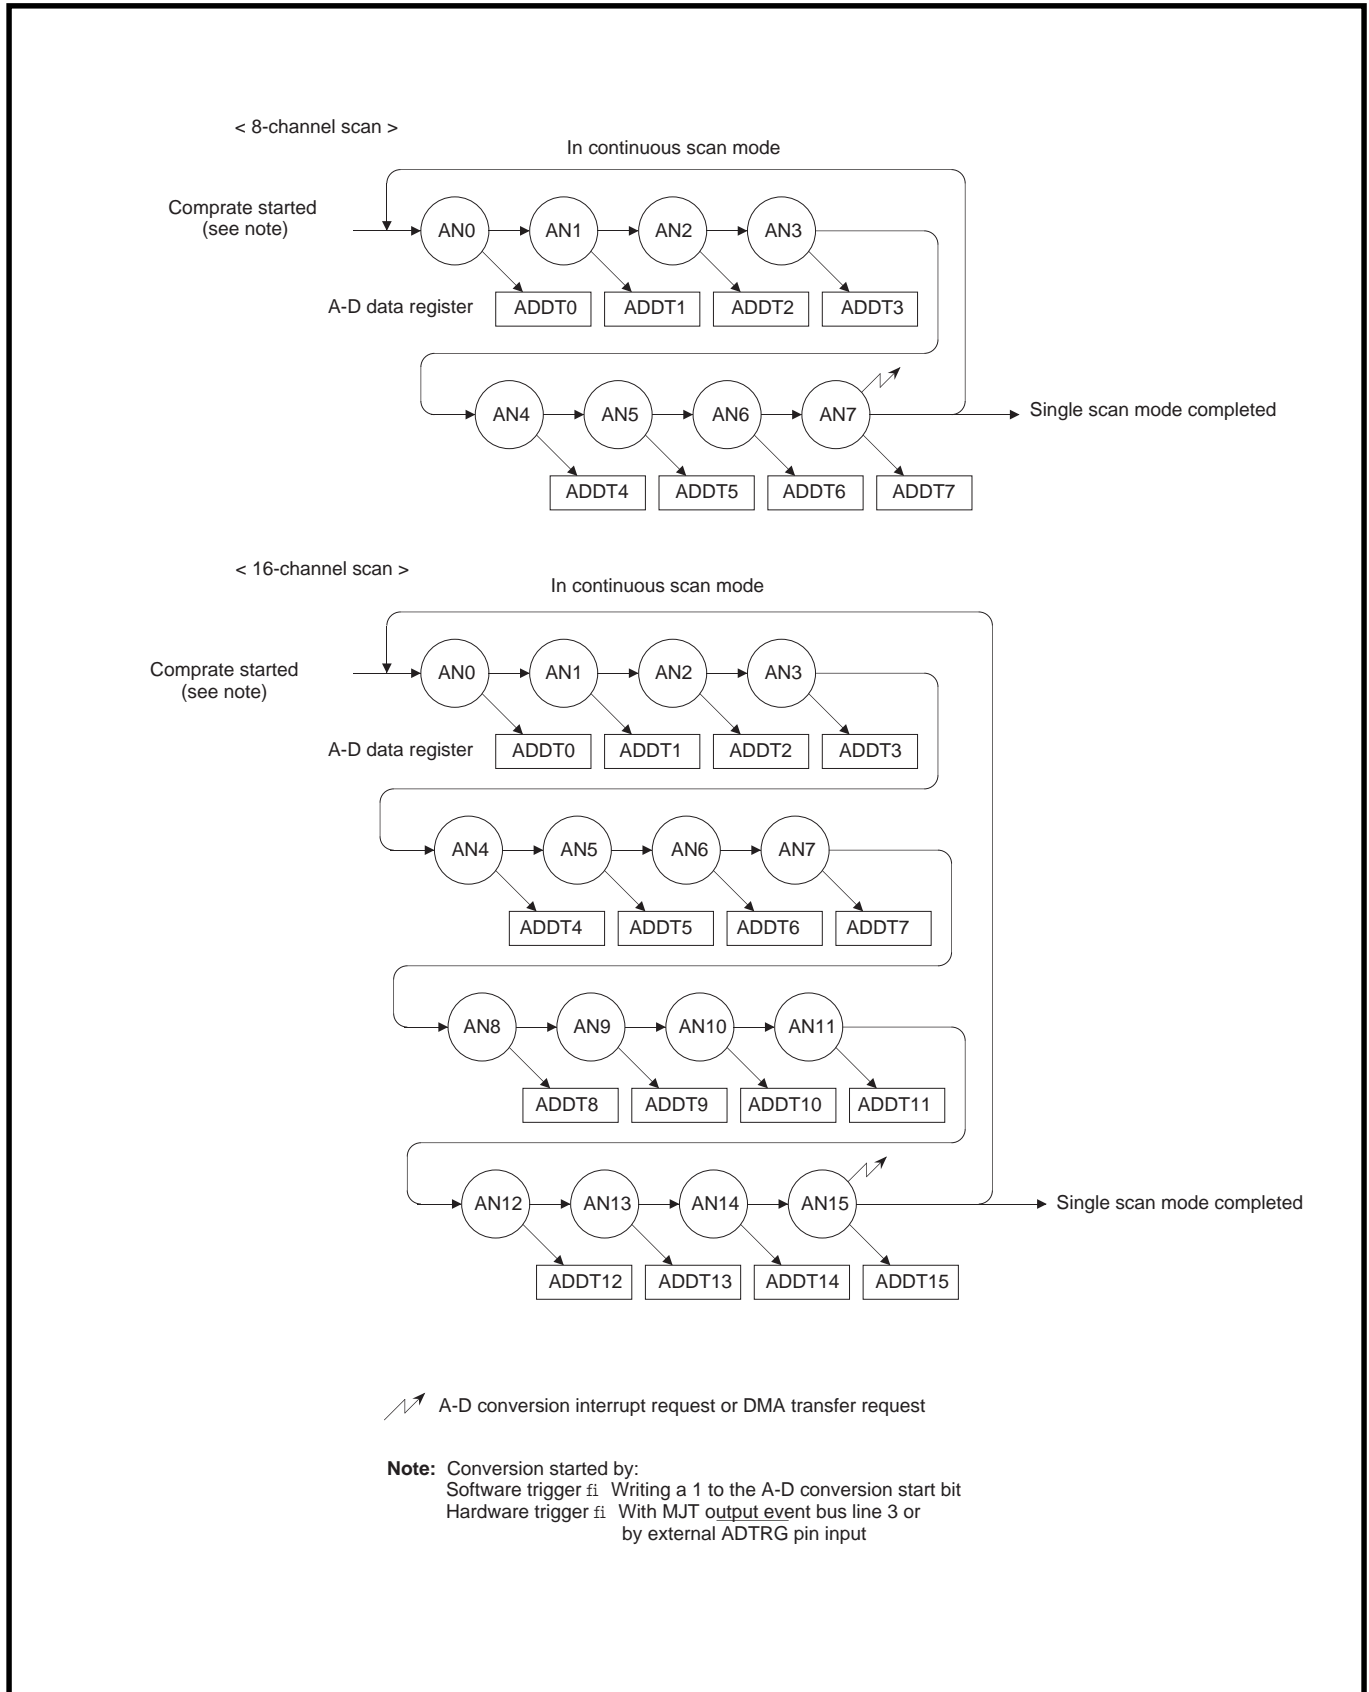 < 8-channel scan >
In continuous scan mode
Comprate started
(see note)
AN0 AN1 AN2 AN3
A-D data register ADDT0 ADDT1 ADDT2 ADDT3
AN4 AN5 AN6 AN7 Single scan mode completed
ADDT4 ADDT5 ADDT6 ADDT7
< 16-channel scan >
In continuous scan mode
Comprate started
(see note)
AN0 AN1 AN2 AN3
A-D data register ADDT0 ADDT1 ADDT2 ADDT3
AN4 AN5 AN6 AN7
ADDT4 ADDT5 ADDT6 ADDT7
AN8 AN9 AN10 AN11
ADDT8 ADDT9 ADDT10 ADDT11
AN12 AN13 AN14 AN15 Single scan mode completed
ADDT12 ADDT13 ADDT14 ADDT15
A-D conversion interrupt request or DMA transfer request
Note: Conversion started by:
Software trigger fi Writing a 1 to the A-D conversion start bit
Hardware trigger fi With MJT output event bus line 3 or
by external ADTRG pin input